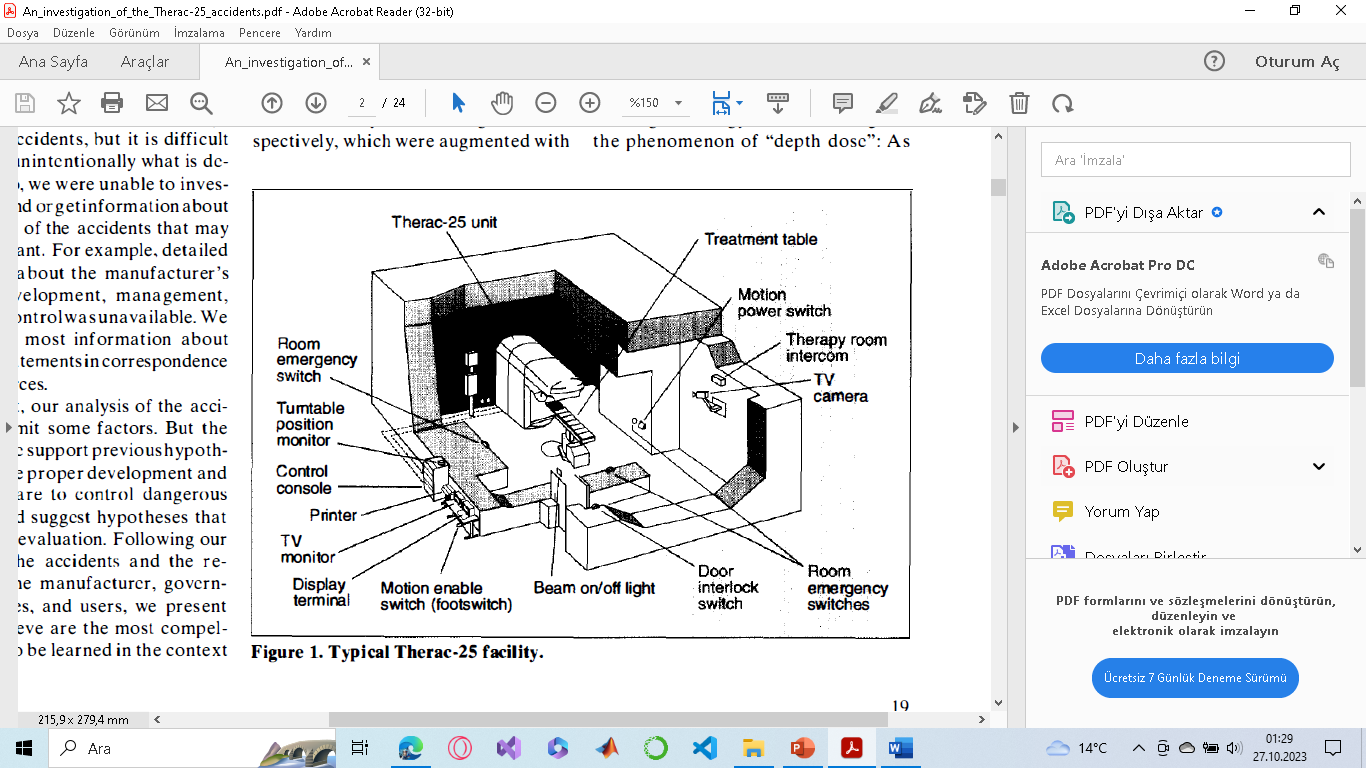 An_investigation_of_the_Therac-25_accidents.pdf - Adobe Acrobat Reader (32-bit)
Dosya Düzenle Görünüm İmzalama Pencere Yardım
Ana Sayfa Araçlar An_investigation_of... × Oturum Aç
2 / 24 %150
ccidents, but it is difficult
nintentionally what is de-
, we were unable to inves-
nd or get information about
of the accidents that may
ant. For example, detailed
about the manufacturer's
velopment, management,
ontrol was unavailable. We
most information about
atements in correspondence
rces.
, our analysis of the acci-
mit some factors. But the
support previous hypoth-
e proper development and
are to control dangerous
d suggest hypotheses that
evaluation. Following our
he accidents and the re-
ne manufacturer, govern-
es, and users, we present
eve are the most compel-
o be learned in the context
spectively, which were augmented with
the phenomenon of “depth dose”: As
Therac-25 unit
Treatment table
Motion
power switch
Therapy room
intercom
TV
camera
Room
emergency
switch
Turntable
position
monitor
Control
console
Printer
TV
monitor
Display
terminal
Motion enable
switch (footswitch)
Beam on/off light
Door
interlock
switch
Room
emergency
switches
Figure 1. Typical Therac-25 facility.
19
215,9 x 279,4 mm
Ara 'İmzala'
PDF'yi Dışa Aktar
Adobe Acrobat Pro DC
PDF Dosyalarını Çevrimiçi olarak Word ya da
Excel Dosyalarına Dönüştürün
Daha fazla bilgi
PDF'yi Düzenle
PDF Oluştur
Yorum Yap
Dosyaları Birleştir
PDF formlarını ve sözleşmelerini dönüştürün,
düzenleyin ve
elektronik olarak imzalayın
Ücretsiz 7 Günlük Deneme Sürümü
Ara
14°C
01:29
27.10.2023